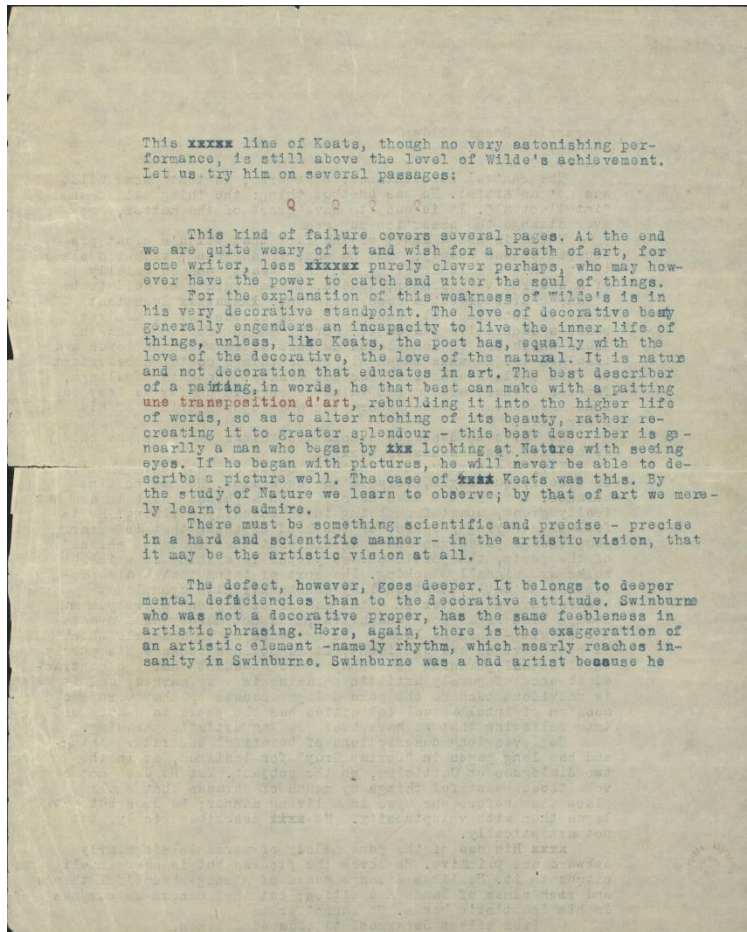 This xxxxx line of Keats, though no very astonishing per-
formance, is still above the level of Wilde's achievement.
Let us try him on several passages:
Q Q Q Q
This kind of failure covers several pages. At the end
we are quite weary of it and wish for a breath of art, for
some writer, less xxxxxx purely clever perhaps, who may how-
ever have the power to catch and utter the soul of things.
For the explanation of this weakness of Wilde's is in
his very decorative standpoint. The love of decorative beaty
generally engenders an incapacity to live the inner life of
things, unless, like Keats, the poet has, equally with the
love of the decorative, the love of the natural. It is nature
and not decoration that educates in art. The best describer
of a painting, in words, he that best can make with a paiting
une transposition d'art, rebuilding it into the higher life
of words, so as to alter ntohing of its beauty, rather re-
creating it to greater splendour - this best describer is ge-
nearlly a man who began by xxx looking at Nature with seeing
eyes. If he began with pictures, he will never be able to de-
scribe a picture well. The case of xxxx Keats was this. By
the study of Nature we learn to observe; by that of art we mere-
ly learn to admire.
There must be something scientific and precise - precise
in a hard and scientific manner - in the artistic vision, that
it may be the artistic vision at all.
The defect, however, goes deeper. It belongs to deeper
mental deficiencies than to the decorative attitude. Swinburne
who was not a decorative proper, has the same feebleness in
artistic phrasing. Here, again, there is the exaggeration of
an artistic element -namely rhythm, which nearly reaches in-
sanity in Swinburne. Swinburne was a bad artist because he